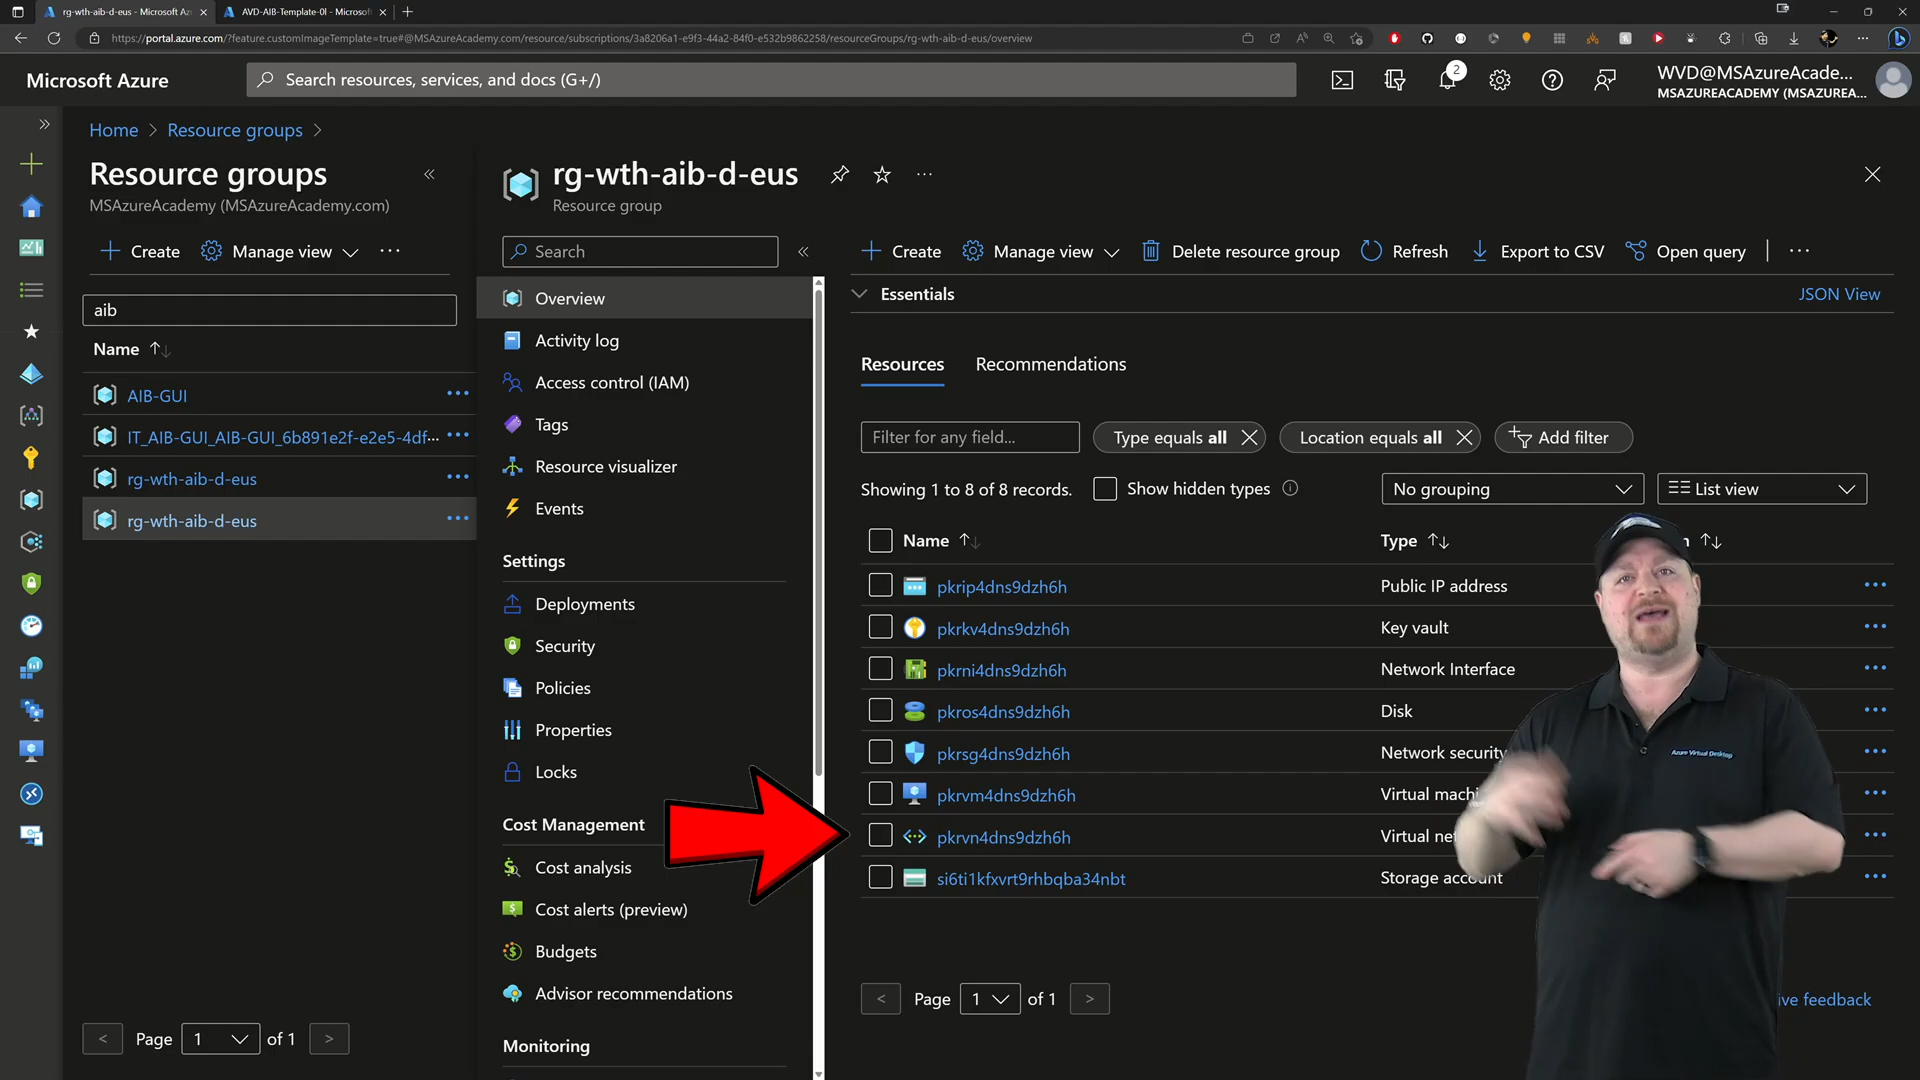 rg-wth-aib-d-eus - Microsoft Az
AVD-AIB-Template-0l - Microsof
https://portal.azure.com/?feature.customImageTemplate=true#@MSAzureAcademy.com/resource/subscriptions/3a8206a1-e9f3-44a2-84f0-e532b9862258/resourceGroups/rg-wth-aib-d-eus/overview
Microsoft Azure
Search resources, services, and docs (G+/)
2
WVD@MSAzureAcade...
MSAZUREACADEMY (MSAZUREA...
Home > Resource groups >
Resource groups
MSAzureAcademy (MSAzureAcademy.com)
Create
Manage view
aib
Name
AIB-GUI
IT_AIB-GUI_AIB-GUI_6b891e2f-e2e5-4df...
rg-wth-aib-d-eus
rg-wth-aib-d-eus
Page 1 of 1
rg-wth-aib-d-eus
Resource group
Search
Overview
Activity log
Access control (IAM)
Tags
Resource visualizer
Events
Settings
Deployments
Security
Policies
Properties
Locks
Cost Management
Cost analysis
Cost alerts (preview)
Budgets
Advisor recommendations
Monitoring
Create
Manage view
Delete resource group
Refresh
Export to CSV
Open query
Essentials
JSON View
Resources
Recommendations
Filter for any field...
Type equals all
Location equals all
Add filter
Showing 1 to 8 of 8 records.
Show hidden types
No grouping
List view
Name
Type
pkrip4dns9dzh6h Public IP address
pkrkv4dns9dzh6h Key vault
pkrni4dns9dzh6h Network Interface
pkros4dns9dzh6h Disk
pkrsg4dns9dzh6h Network security
pkrvm4dns9dzh6h Virtual machi
pkrvn4dns9dzh6h Virtual ne
si6ti1kfxvrt9rhbqba34nbt Storage account
Azure Virtual Desktop
Page 1 of 1
ive feedback